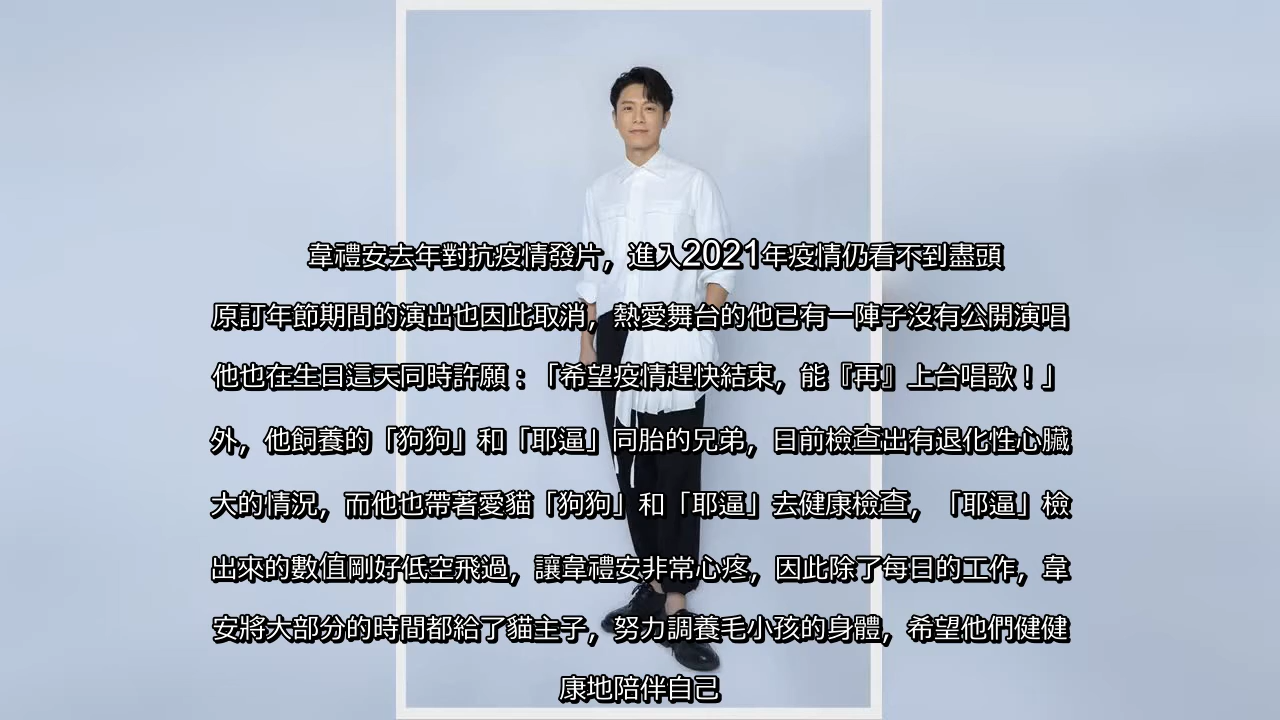 韋禮安去年對抗疫情發片，進入2021年疫情仍看不到盡頭
原訂年節期間的演出也因此取消，熱愛舞台的他已有一陣子沒有公開演唱
他也在生日這天同時許願：「希望疫情趕快結束，能『再』上台唱歌！」
外，他飼養的「狗狗」和「耶逼」同胎的兄弟，日前檢查出有退化性心臟
大的情況，而他也帶著愛貓「狗狗」和「耶逼」去健康檢查，「耶逼」檢
出來的數值剛好低空飛過，讓韋禮安非常心疼，因此除了每日的工作，韋
安將大部分的時間都給了貓主子，努力調養毛小孩的身體，希望他們健健
康地陪伴自己